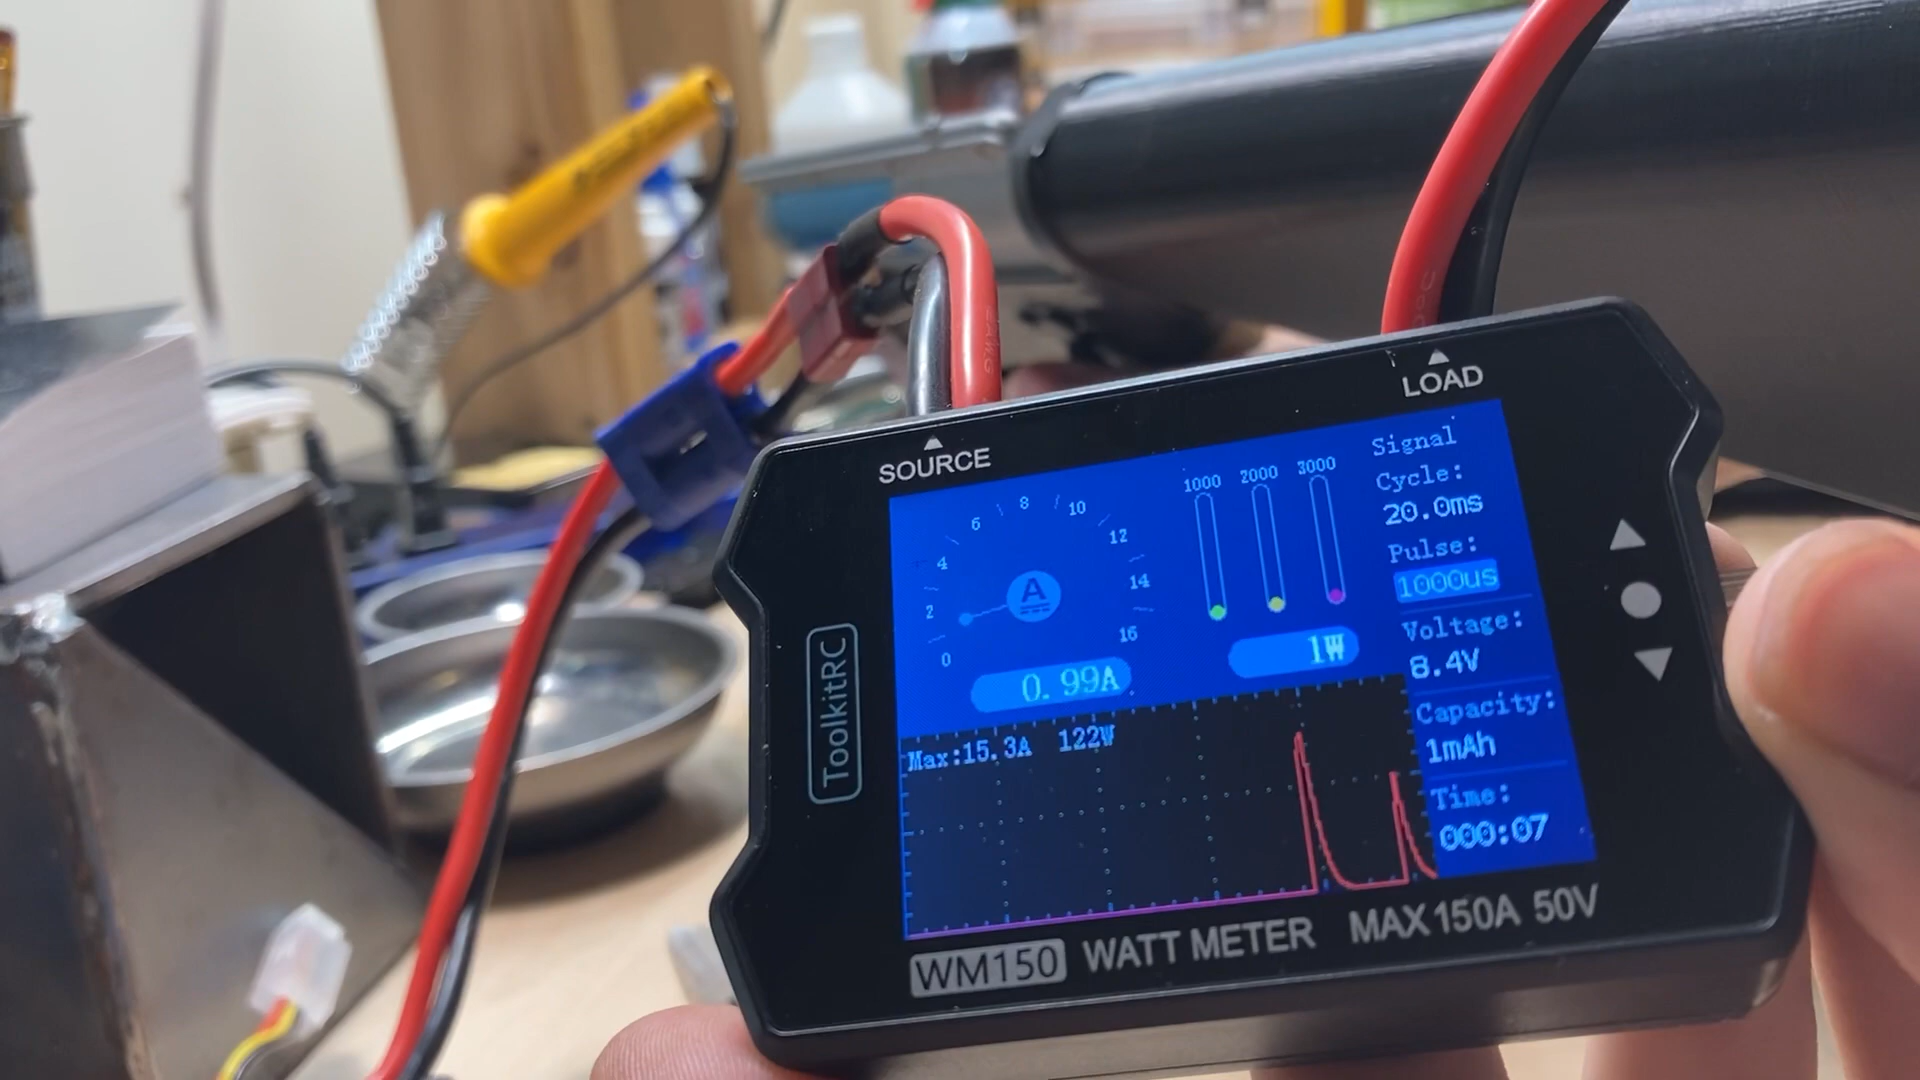 SOURCE
LOAD
ToolkitRC
0
2
4
6
8
10
12
14
16
A
0.99A
1000
2000
3000
1W
Signal
Cycle:
20.0ms
Pulse:
1000us
Voltage:
8.4V
Capacity:
1mAh
Time:
000:07
Max:15.3A 122W
WM150 WATT METER MAX 150A 50V